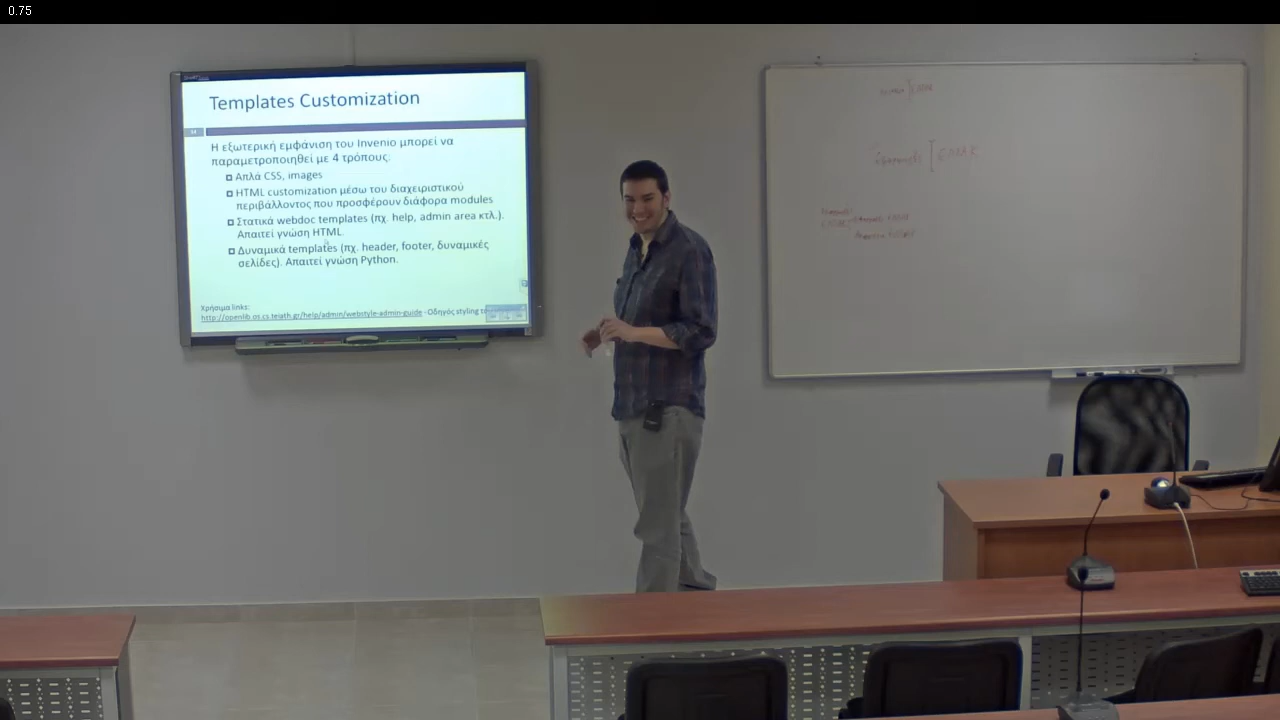 0.75
Templates Customization
Η εξωτερική εμφάνιση του Invenio μπορεί να
παραμετροποιηθεί με 4 τρόπους:
Απλά CSS, images
HTML customization μέσω του διαχειριστικού
περιβάλλοντος που προσφέρουν διάφορα modules
Στατικά webdoc templates (πχ. help, admin area κτλ.).
Απαιτεί γνώση HTML.
Δυναμικά templates (πχ. header, footer, δυναμικές
σελίδες). Απαιτεί γνώση Python.
Χρήσιμα links:
http://openlib.os.cs.teiath.gr/help/admin/webstyle-admin-guide - Οδηγός styling